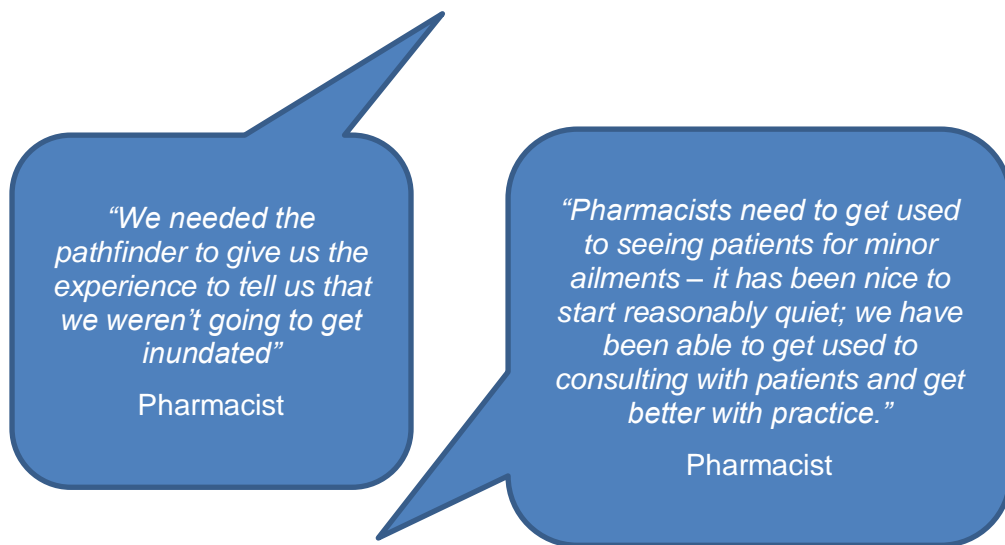 “We needed the
pathfinder to give us the
experience to tell us that
we weren’t going to get
inundated”
Pharmacist
“Pharmacists need to get used
to seeing patients for minor
ailments – it has been nice to
start reasonably quiet; we have
been able to get used to
consulting with patients and get
better with practice.”
Pharmacist